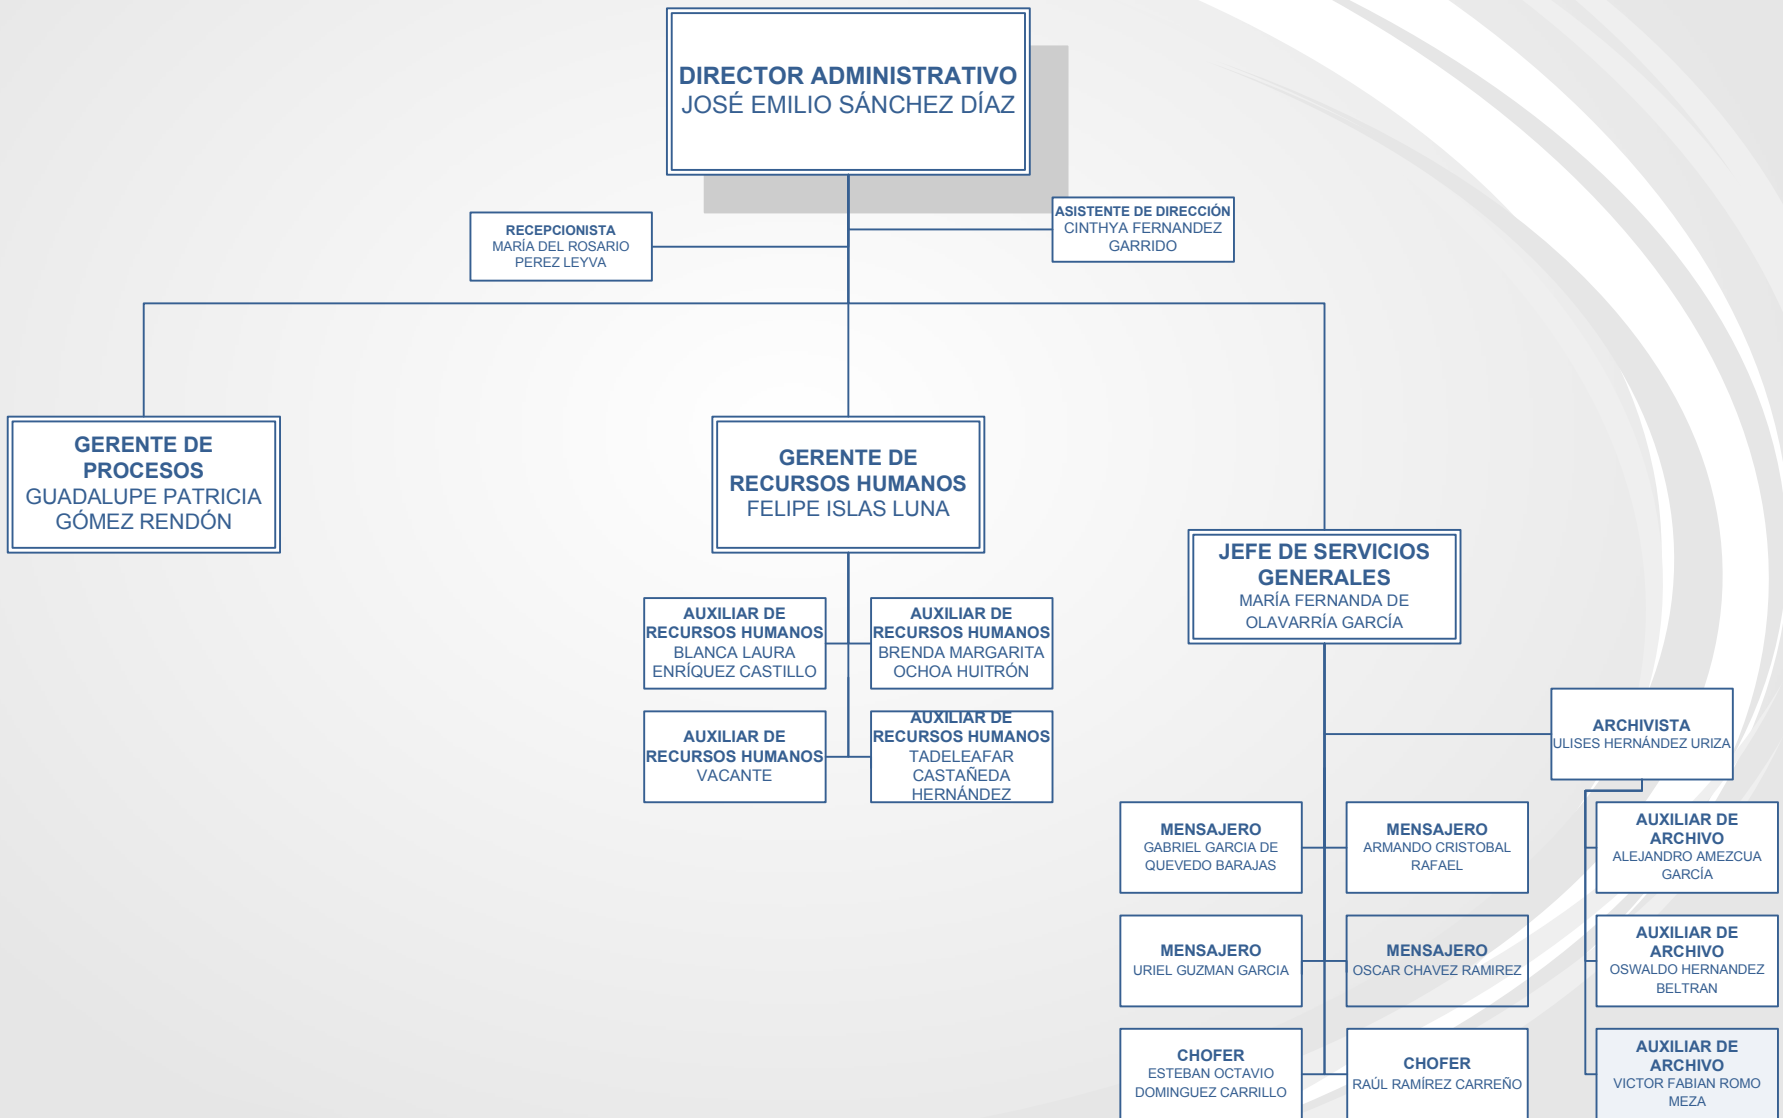 DIRECTOR ADMINISTRATIVO
JOSÉ EMILIO SÁNCHEZ DÍAZ
RECEPCIONISTA
MARÍA DEL ROSARIO
PEREZ LEYVA
ASISTENTE DE DIRECCIÓN
CINTHYA FERNANDEZ
GARRIDO
GERENTE DE
PROCESOS
GUADALUPE PATRICIA
GÓMEZ RENDÓN
GERENTE DE
RECURSOS HUMANOS
FELIPE ISLAS LUNA
JEFE DE SERVICIOS
GENERALES
MARÍA FERNANDA DE
OLAVARRÍA GARCÍA
AUXILIAR DE
RECURSOS HUMANOS
BLANCA LAURA
ENRÍQUEZ CASTILLO
AUXILIAR DE
RECURSOS HUMANOS
BRENDA MARGARITA
OCHOA HUITRÓN
AUXILIAR DE
RECURSOS HUMANOS
VACANTE
AUXILIAR DE
RECURSOS HUMANOS
TADELEAFAR
CASTAÑEDA
HERNÁNDEZ
ARCHIVISTA
ULISES HERNÁNDEZ URIZA
MENSAJERO
GABRIEL GARCIA DE
QUEVEDO BARAJAS
MENSAJERO
ARMANDO CRISTOBAL
RAFAEL
AUXILIAR DE
ARCHIVO
ALEJANDRO AMEZCUA
GARCÍA
MENSAJERO
URIEL GUZMAN GARCIA
MENSAJERO
OSCAR CHAVEZ RAMIREZ
AUXILIAR DE
ARCHIVO
OSWALDO HERNANDEZ
BELTRAN
CHOFER
ESTEBAN OCTAVIO
DOMINGUEZ CARRILLO
CHOFER
RAÚL RAMÍREZ CARREÑO
AUXILIAR DE
ARCHIVO
VICTOR FABIAN ROMO
MEZA